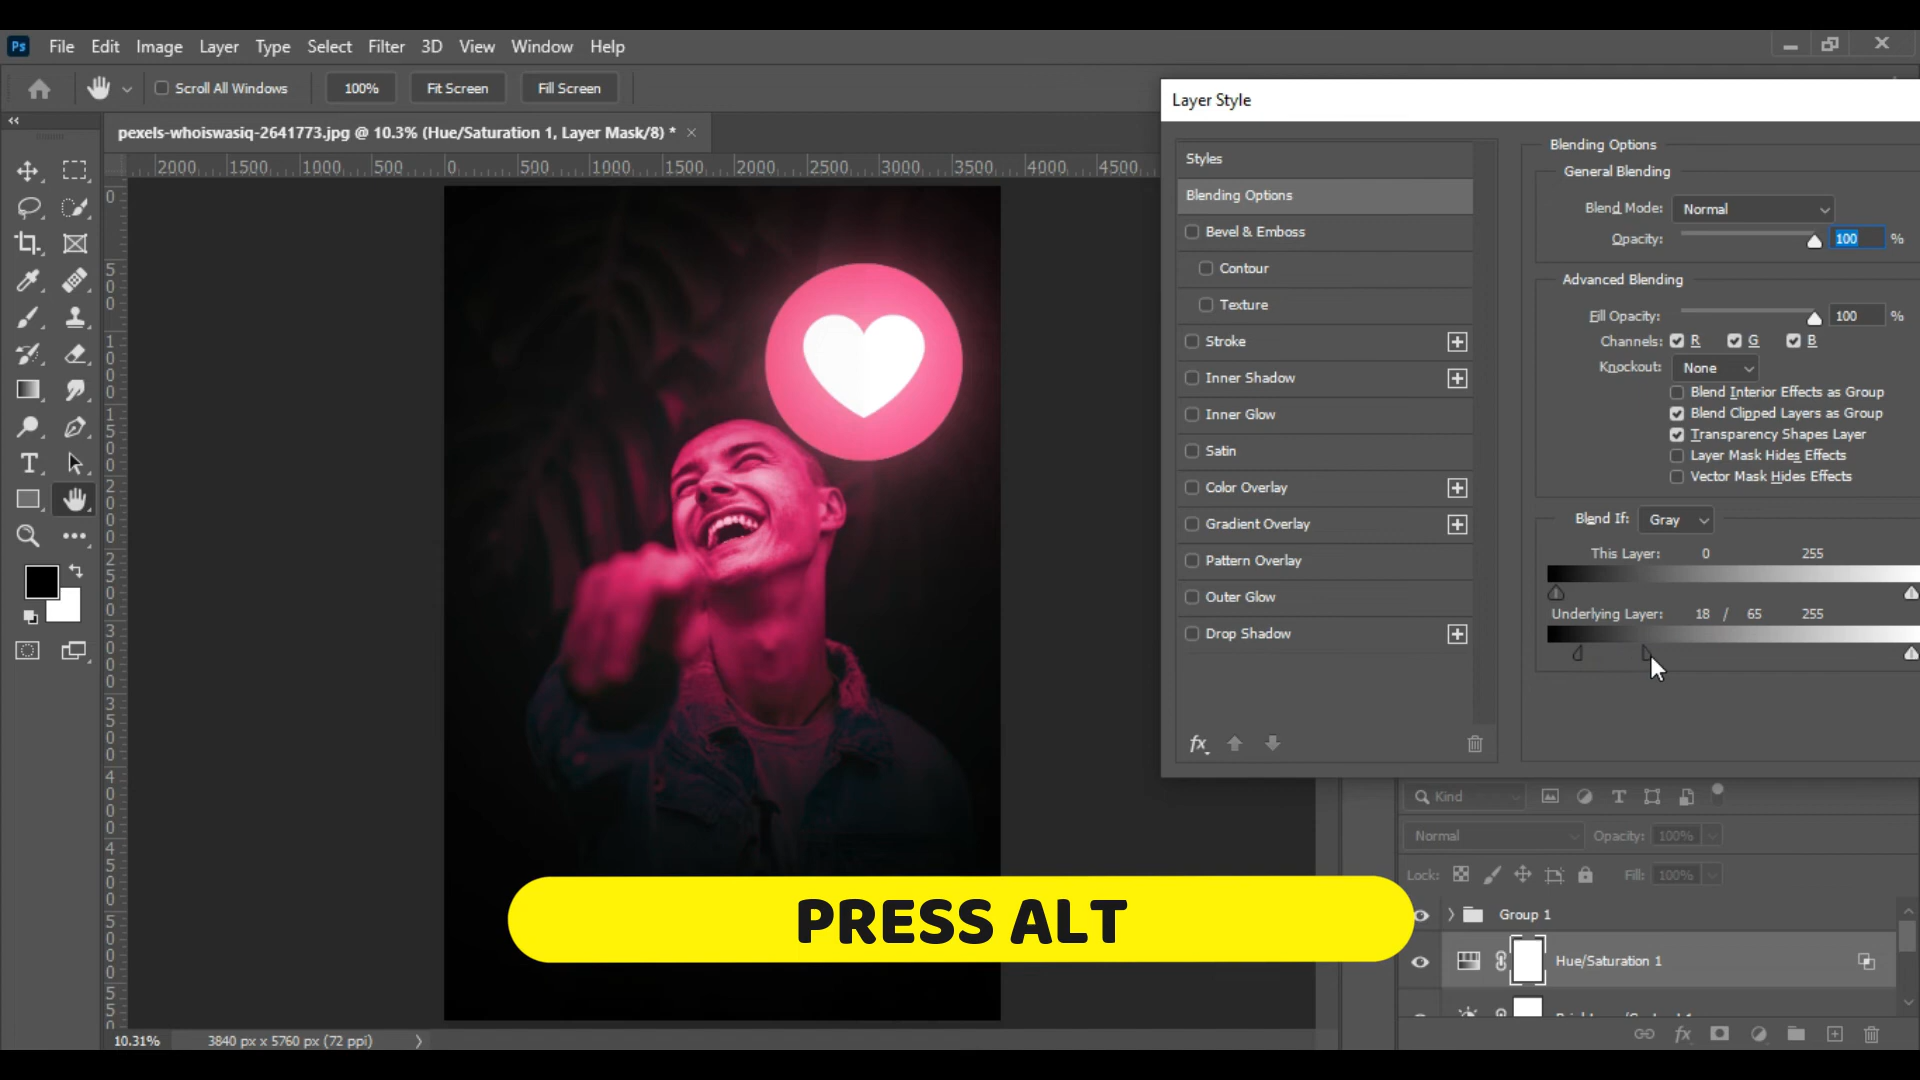 Ps File Edit Image Layer Type Select Filter 3D View Window Help
Scroll All Windows 100% Fit Screen Fill Screen
pexels-whoiswasiq-2641773.jpg @ 10.3% (Hue/Saturation 1, Layer Mask/8) *
2000 1500 1000 500 0 500 1000 1500 2000 2500 3000 3500 4000 4500
Layer Style
Styles
Blending Options
Bevel & Emboss
Contour
Texture
Stroke
Inner Shadow
Inner Glow
Satin
Color Overlay
Gradient Overlay
Pattern Overlay
Outer Glow
Drop Shadow
fx
Blending Options
General Blending
Blend Mode: Normal
Opacity: 100 %
Advanced Blending
Fill Opacity: 100 %
Channels: R G B
Knockout: None
Blend Interior Effects as Group
Blend Clipped Layers as Group
Transparency Shapes Layer
Layer Mask Hides Effects
Vector Mask Hides Effects
Blend If: Gray
This Layer: 0 255
Underlying Layer: 18 / 65 255
Kind
Normal Opacity: 100%
Lock: Fill: 100%
Group 1
Hue/Saturation 1
fx
PRESS ALT
10.31% 3840 px x 5760 px (72 ppi)